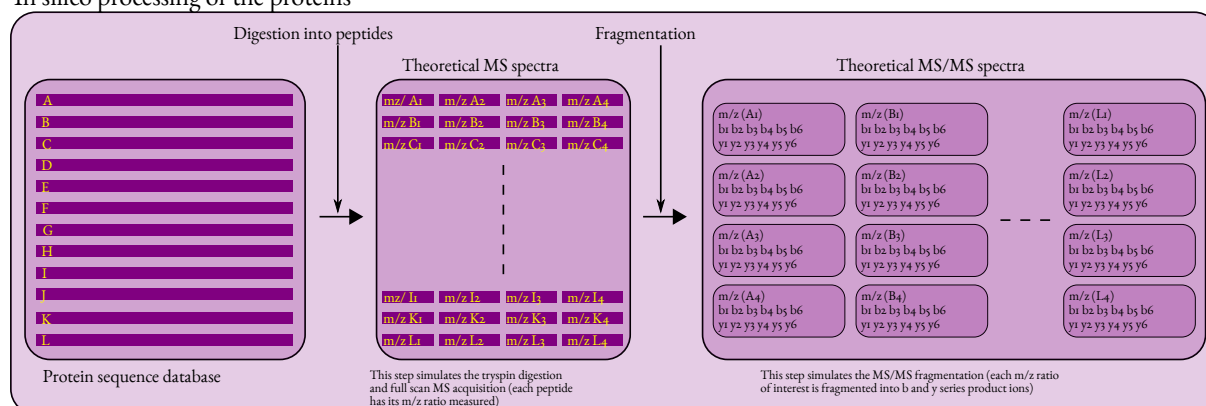 In silico processing of the proteins
Digestion into peptides
Fragmentation
Theoretical MS spectra
Theoretical MS/MS spectra
A
B
C
D
E
F
G
H
I
J
K
L
Protein sequence database
mz/ A1 m/z A2 m/z A3 m/z A4
m/z B1 m/z B2 m/z B3 m/z B4
m/z C1 m/z C2 m/z C3 m/z C4
mz/ I1 m/z I2 m/z I3 m/z I4
m/z K1 m/z K2 m/z K3 m/z K4
m/z L1 m/z L2 m/z L3 m/z L4
This step simulates the tryspin digestion
and full scan MS acquisition (each peptide
has its m/z ratio measured)
m/z (A1)
b1 b2 b3 b4 b5 b6
y1 y2 y3 y4 y5 y6
m/z (B1)
b1 b2 b3 b4 b5 b6
y1 y2 y3 y4 y5 y6
m/z (L1)
b1 b2 b3 b4 b5 b6
y1 y2 y3 y4 y5 y6
m/z (A2)
b1 b2 b3 b4 b5 b6
y1 y2 y3 y4 y5 y6
m/z (B2)
b1 b2 b3 b4 b5 b6
y1 y2 y3 y4 y5 y6
m/z (L2)
b1 b2 b3 b4 b5 b6
y1 y2 y3 y4 y5 y6
m/z (A3)
b1 b2 b3 b4 b5 b6
y1 y2 y3 y4 y5 y6
m/z (B3)
b1 b2 b3 b4 b5 b6
y1 y2 y3 y4 y5 y6
m/z (L3)
b1 b2 b3 b4 b5 b6
y1 y2 y3 y4 y5 y6
m/z (A4)
b1 b2 b3 b4 b5 b6
y1 y2 y3 y4 y5 y6
m/z (B4)
b1 b2 b3 b4 b5 b6
y1 y2 y3 y4 y5 y6
m/z (L4)
b1 b2 b3 b4 b5 b6
y1 y2 y3 y4 y5 y6
This step simulates the MS/MS fragmentation (each m/z ratio
of interest is fragmented into b and y series product ions)